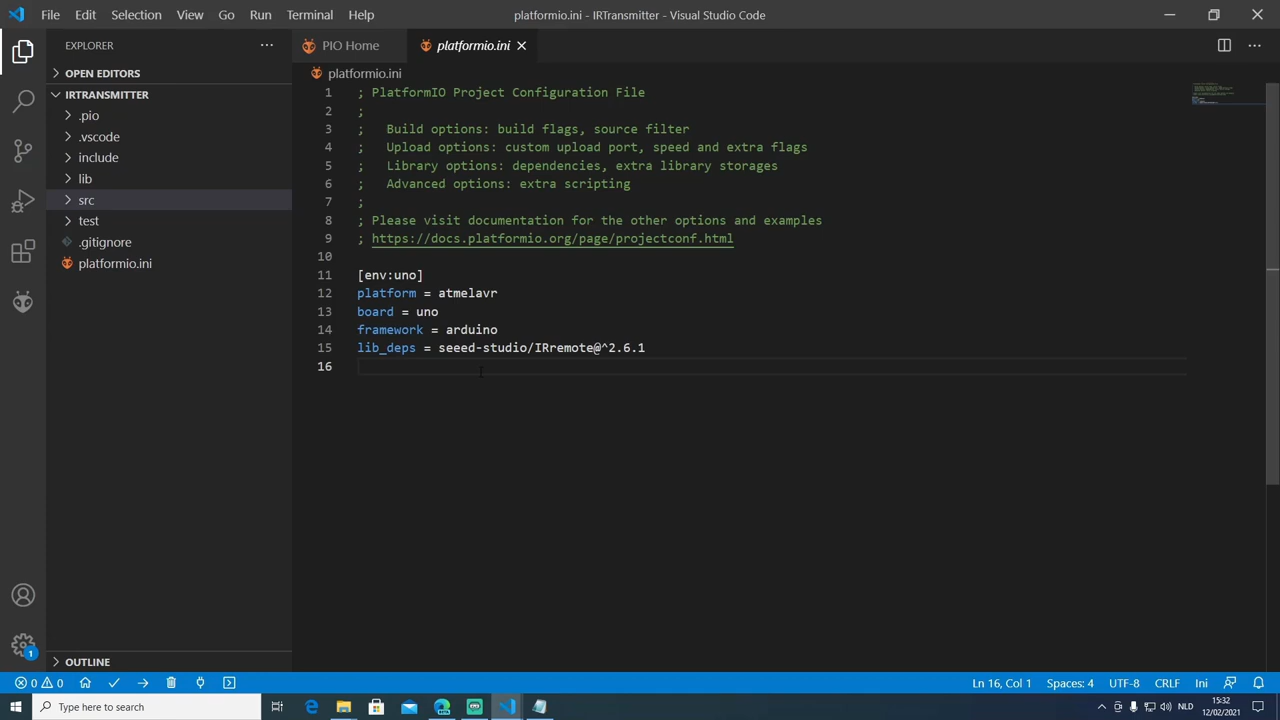 File Edit Selection View Go Run Terminal Help platformio.ini - IRTransmitter - Visual Studio Code
EXPLORER
PIO Home platformio.ini
OPEN EDITORS
IRTRANSMITTER
.pio
.vscode
include
lib
src
test
.gitignore
platformio.ini
OUTLINE
platformio.ini
1 ; PlatformIO Project Configuration File
2 ;
3 ; Build options: build flags, source filter
4 ; Upload options: custom upload port, speed and extra flags
5 ; Library options: dependencies, extra library storages
6 ; Advanced options: extra scripting
7 ;
8 ; Please visit documentation for the other options and examples
9 ; https://docs.platformio.org/page/projectconf.html
10
11 [env:uno]
12 platform = atmelavr
13 board = uno
14 framework = arduino
15 lib_deps = seeed-studio/IRremote@^2.6.1
16
1
0 0 Ln 16, Col 1 Spaces: 4 UTF-8 CRLF Ini
Type here to search
NLD
15:32
12/02/2021